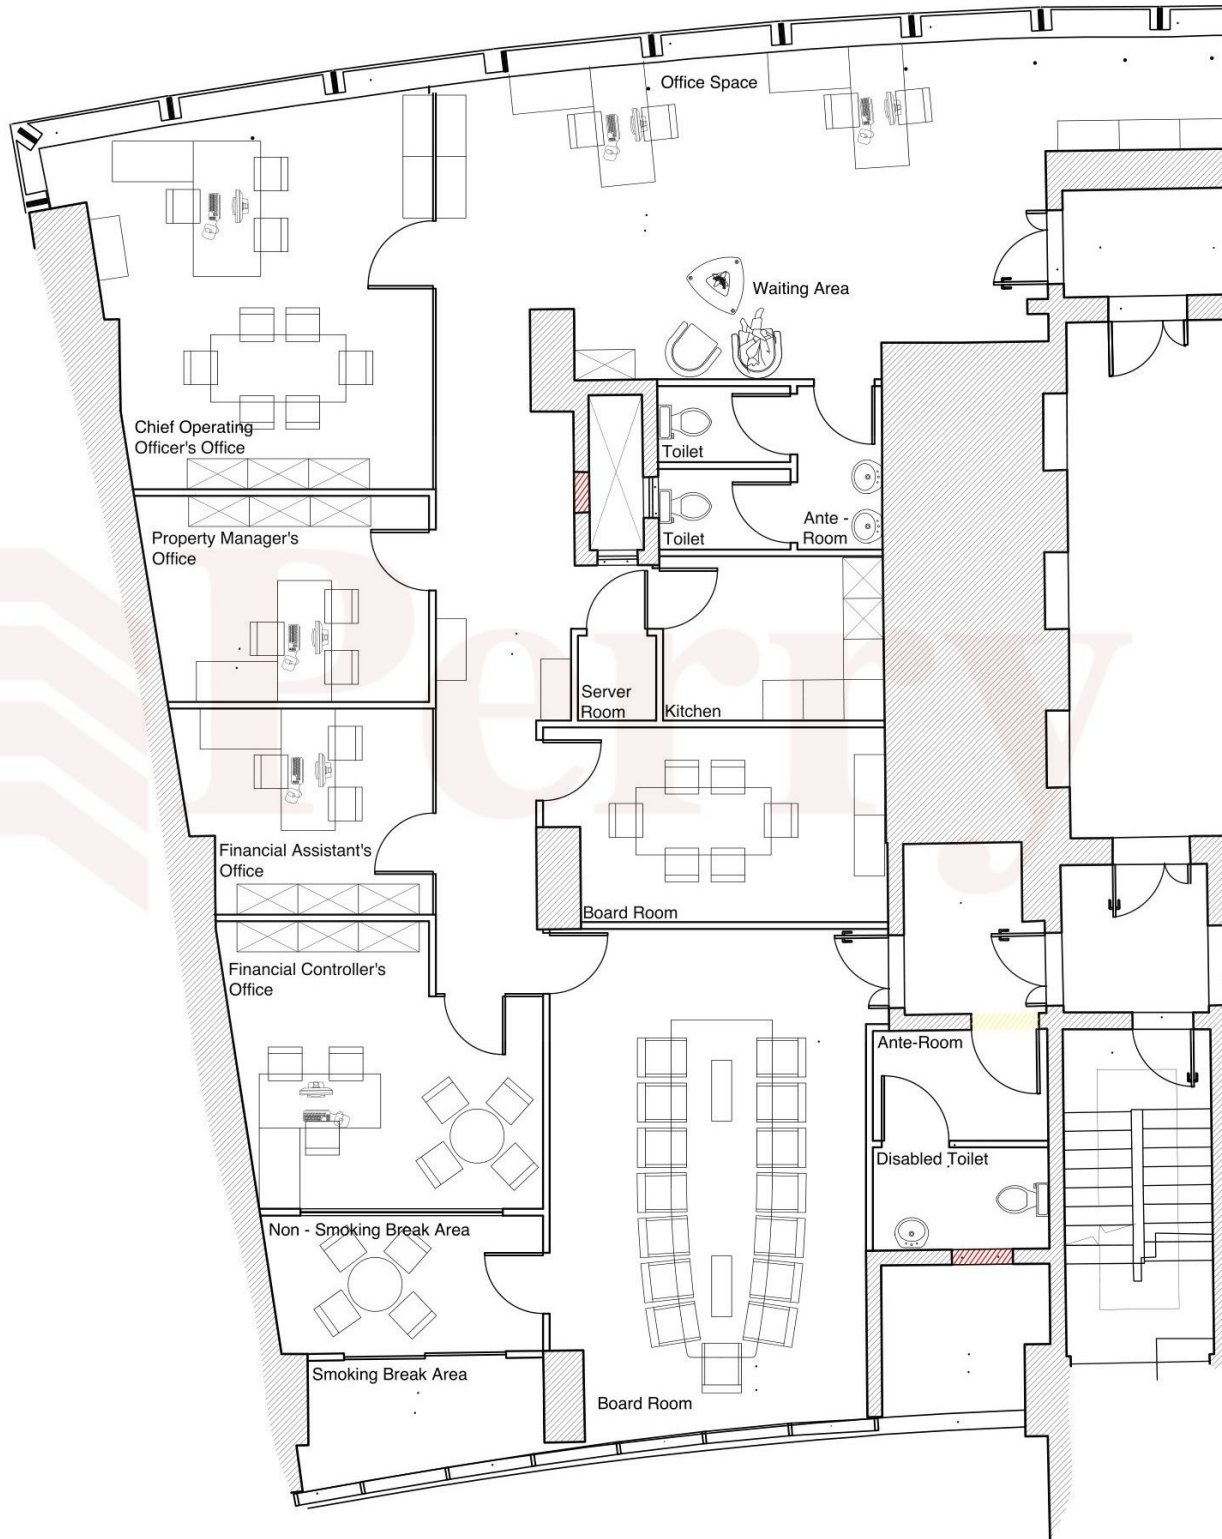 Office Space
Waiting Area
Chief Operating
Officer's Office
Toilet
Toilet
Ante -
Room
Property Manager's
Office
Server
Room
Kitchen
Financial Assistant's
Office
Board Room
Financial Controller's
Office
Ante-Room
Disabled Toilet
Non - Smoking Break Area
Smoking Break Area
Board Room
Perry